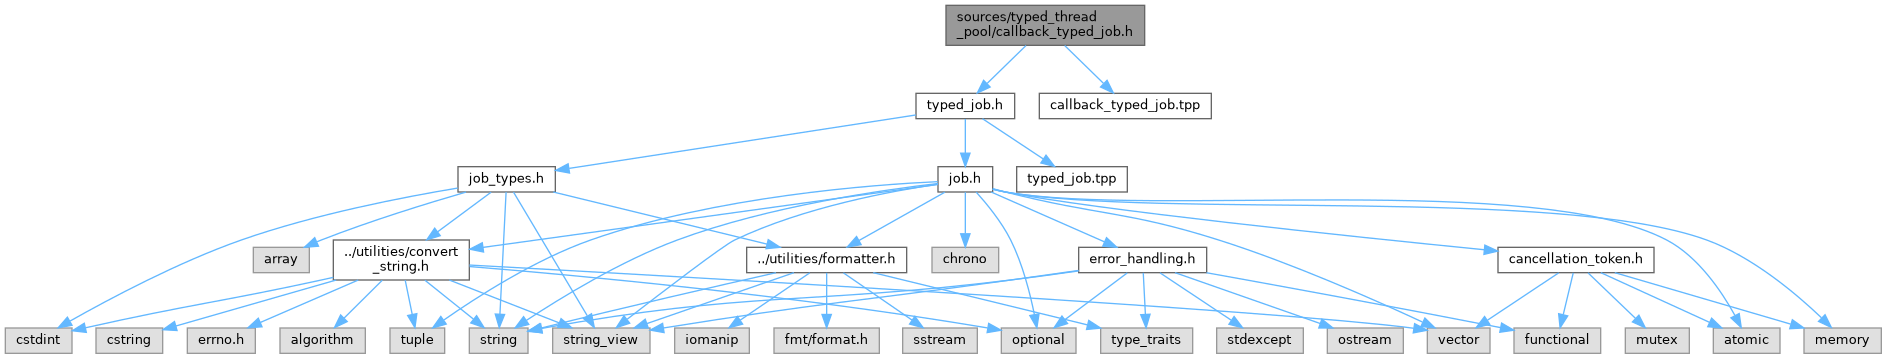 sources/typed_thread
_pool/callback_typed_job.h
typed_job.h
callback_typed_job.tpp
job_types.h
job.h
typed_job.tpp
array
../utilities/convert
_string.h
../utilities/formatter.h
chrono
error_handling.h
cancellation_token.h
cstdint
cstring
errno.h
algorithm
tuple
string
string_view
iomanip
fmt/format.h
sstream
optional
type_traits
stdexcept
ostream
vector
functional
mutex
atomic
memory